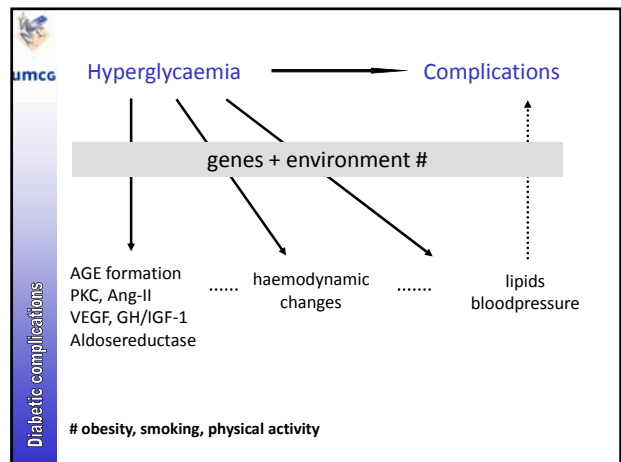 umcg
Hyperglycaemia
Complications
genes + environment #
AGE formation
PKC, Ang-II
VEGF, GH/IGF-1
Aldosereductase
......
haemodynamic
changes
.......
lipids
bloodpressure
Diabetic complications
# obesity, smoking, physical activity